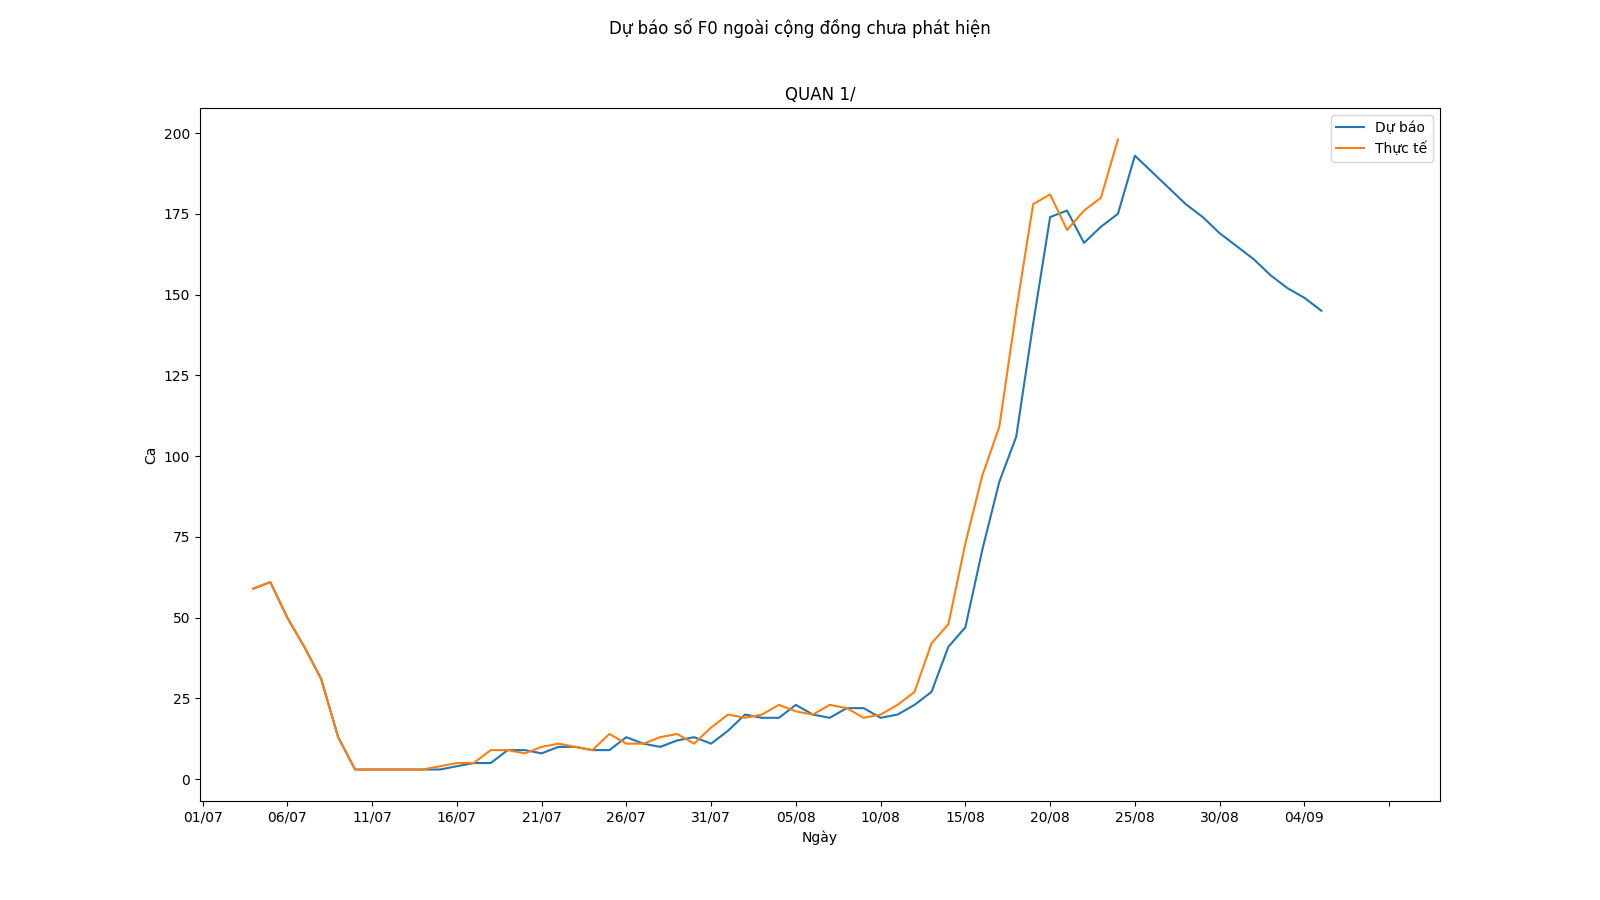 Dự báo số F0 ngoài cộng đồng chưa phát hiện
QUAN 1/
Dự báo
Thực tế
200
175
150
125
100
75
50
25
0
Ca
01/07 06/07 11/07 16/07 21/07 26/07 31/07 05/08 10/08 15/08 20/08 25/08 30/08 04/09
Ngày